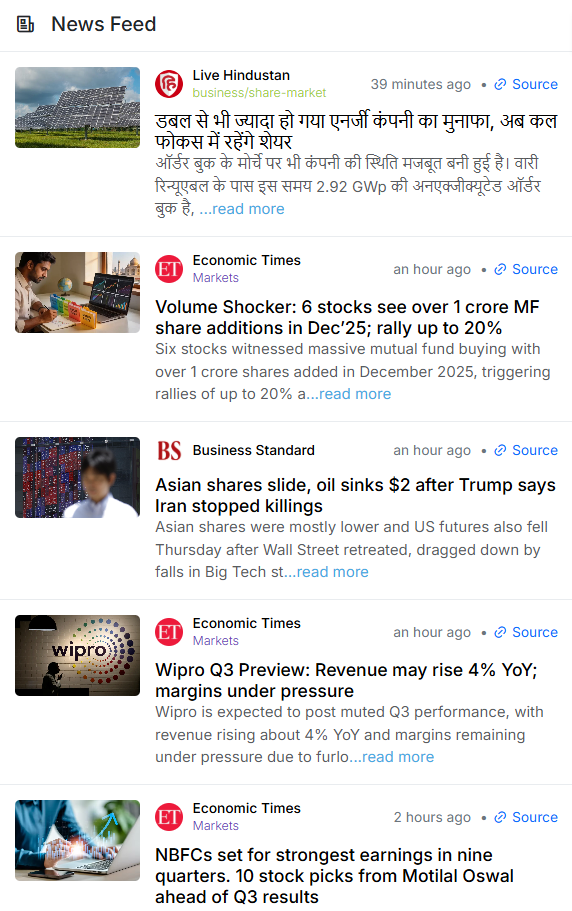 News Feed
Live Hindustan
business/share-market
39 minutes ago • Source
डबल से भी ज्यादा हो गया एनर्जी कंपनी का मुनाफा, अब कल
फोकस में रहेंगे शेयर
ऑर्डर बुक के मोर्चे पर भी कंपनी की स्थिति मजबूत बनी हुई है। वारी
रिन्यूएबल के पास इस समय 2.92 GWp की अनएक्जीक्यूटेड ऑर्डर
बुक है, ...read more
ET
Economic Times
Markets
an hour ago • Source
Volume Shocker: 6 stocks see over 1 crore MF
share additions in Dec’25; rally up to 20%
Six stocks witnessed massive mutual fund buying with
over 1 crore shares added in December 2025, triggering
rallies of up to 20% a...read more
BS
Business Standard
an hour ago • Source
Asian shares slide, oil sinks $2 after Trump says
Iran stopped killings
Asian shares were mostly lower and US futures also fell
Thursday after Wall Street retreated, dragged down by
falls in Big Tech st...read more
wipro
ET
Economic Times
Markets
an hour ago • Source
Wipro Q3 Preview: Revenue may rise 4% YoY;
margins under pressure
Wipro is expected to post muted Q3 performance, with
revenue rising about 4% YoY and margins remaining
under pressure due to furlo...read more
ET
Economic Times
Markets
2 hours ago • Source
NBFCs set for strongest earnings in nine
quarters. 10 stock picks from Motilal Oswal
ahead of Q3 results